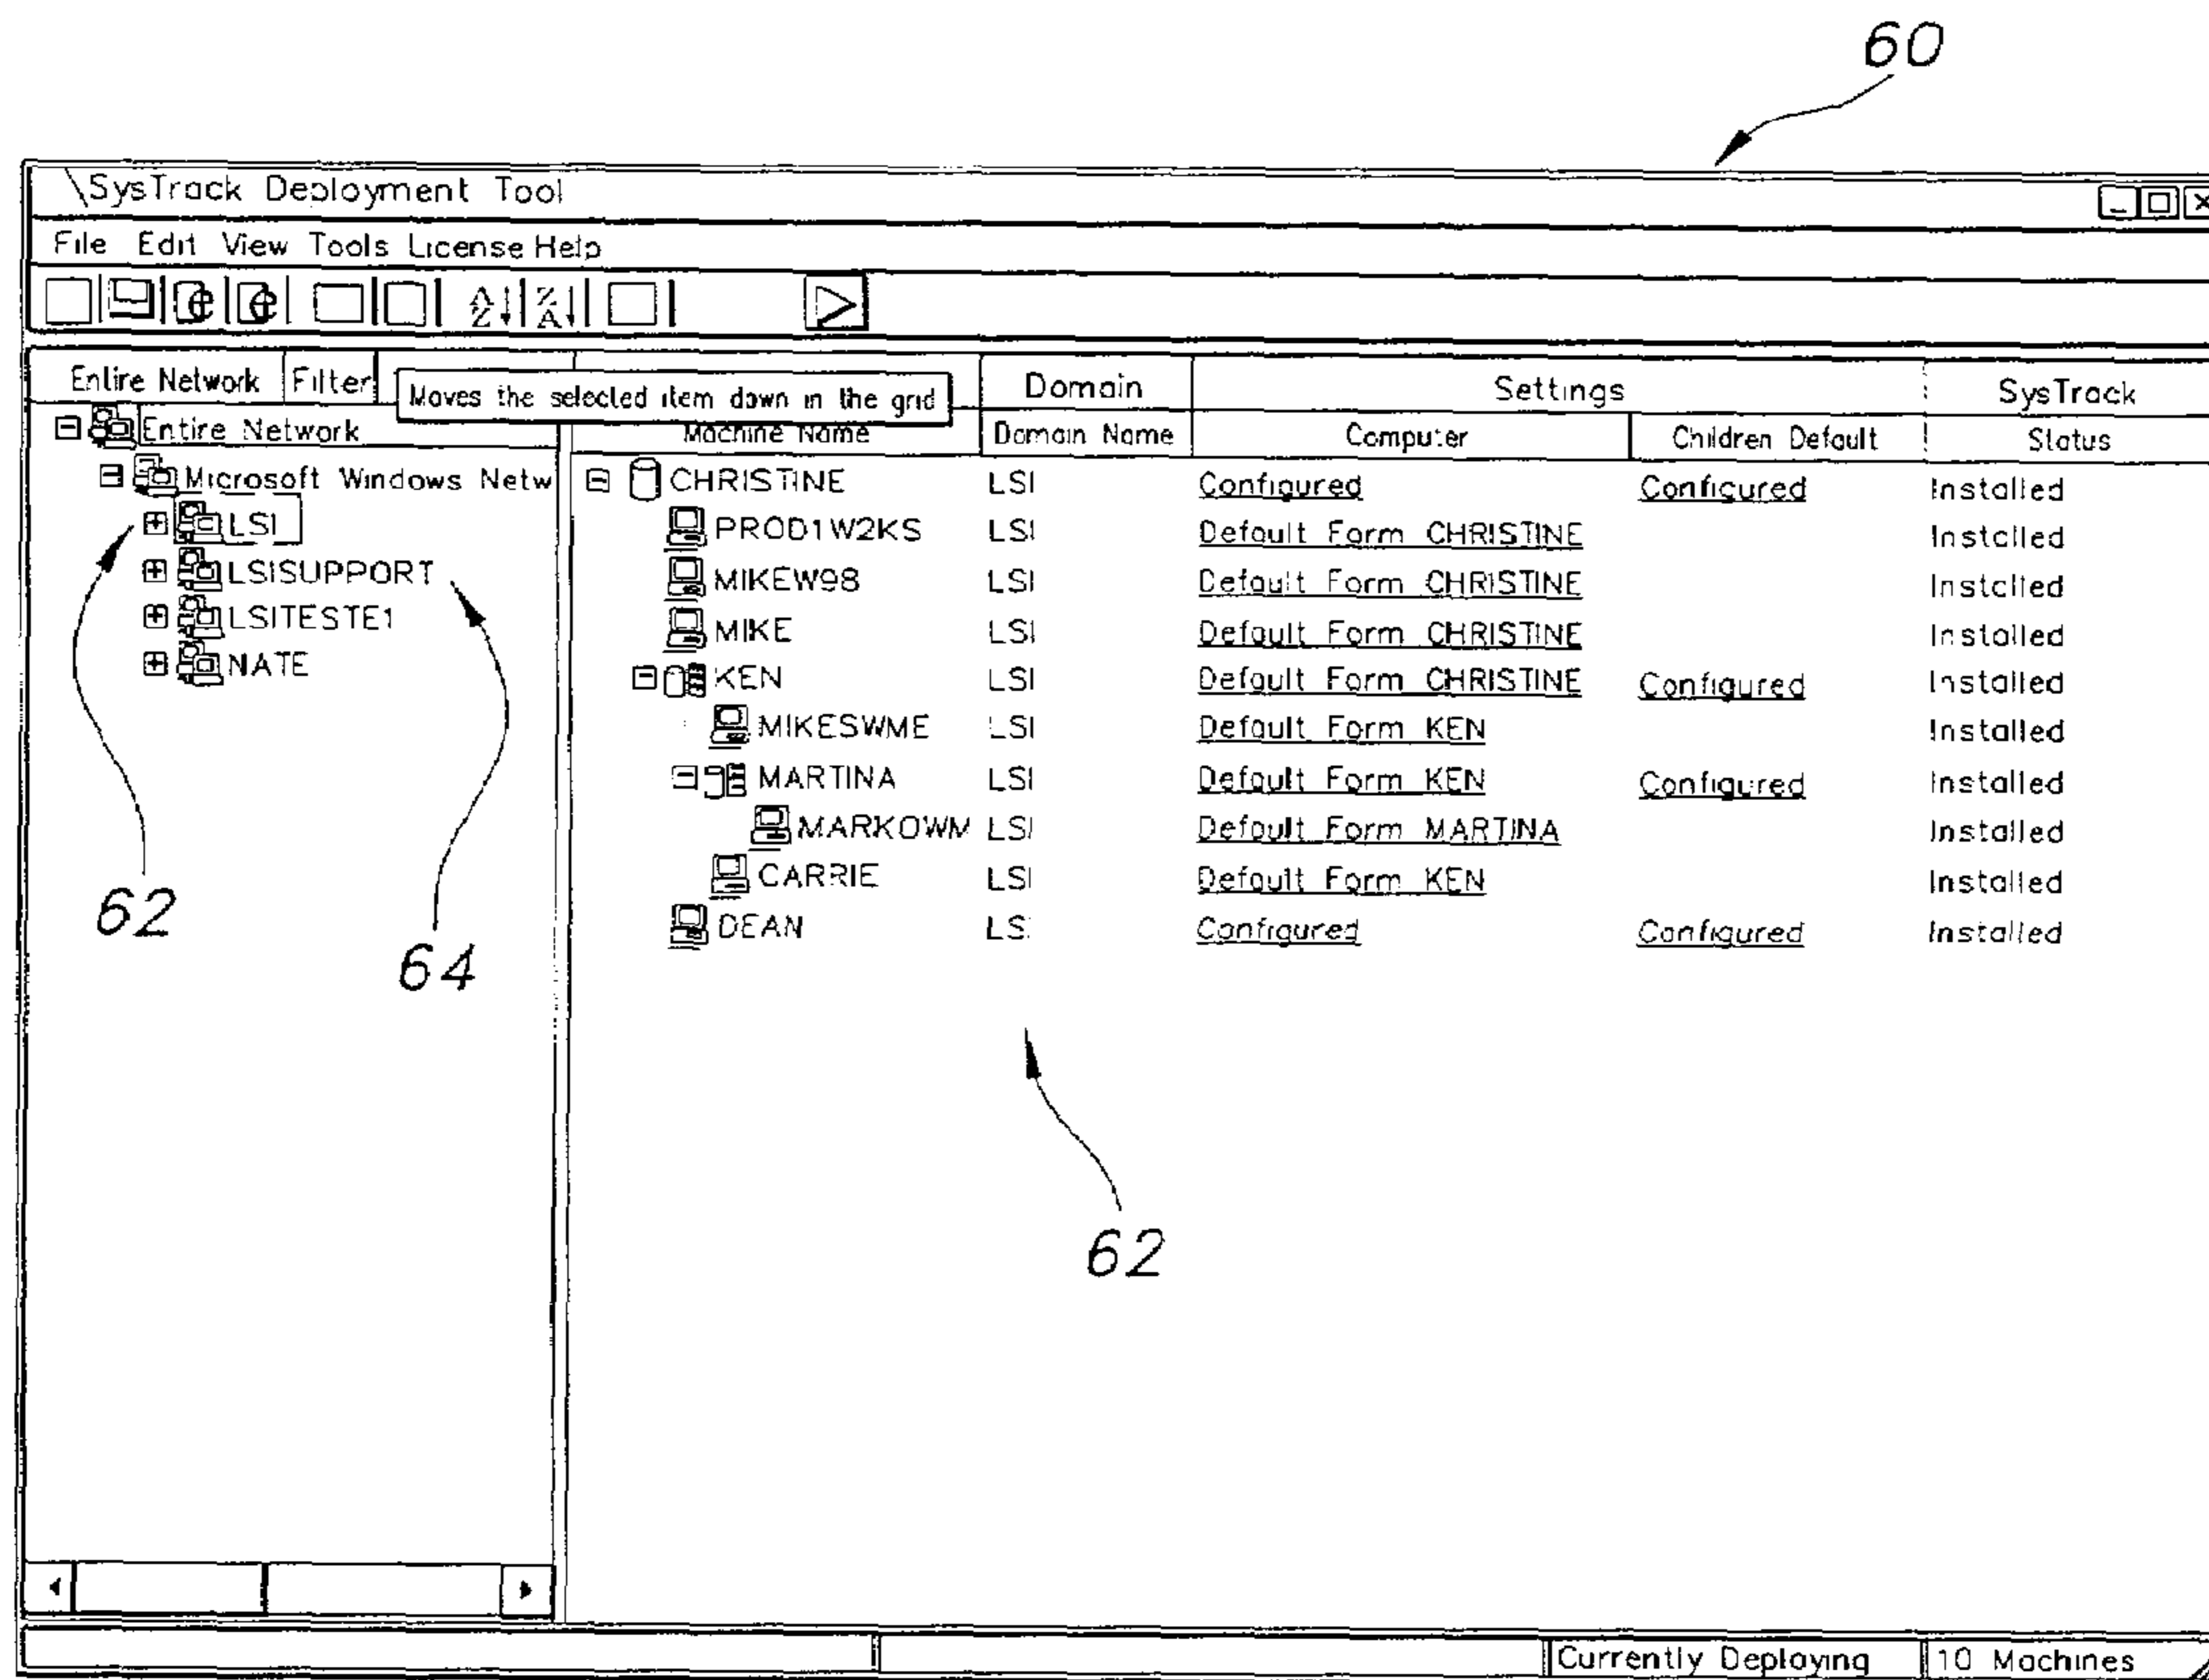 60
\SysTrack Deployment Tool
File Edit View Tools License Help
A Z Z A
Entire Network Filter Moves the selected item down in the grid Domain Settings SysTrack
Machine Name Domain Name Computer Children Default Status
Entire Network
Microsoft Windows Netw
LSI
LSISUPPORT
LSITESTE1
NATE
CHRISTINE LSI Configured Configured Installed
PROD1W2KS LSI Default Form CHRISTINE Installed
MIKEW98 LSI Default Form CHRISTINE Installed
MIKE LSI Default Form CHRISTINE Installed
KEN LSI Default Form CHRISTINE Configured Installed
MIKESWME LSI Default Form KEN Installed
MARTINA LSI Default Form KEN Configured Installed
MARKOWM LSI Default Form MARTINA Installed
CARRIE LSI Default Form KEN Installed
DEAN LSI Configured Configured Installed
62
64
62
Currently Deploying 10 Machines